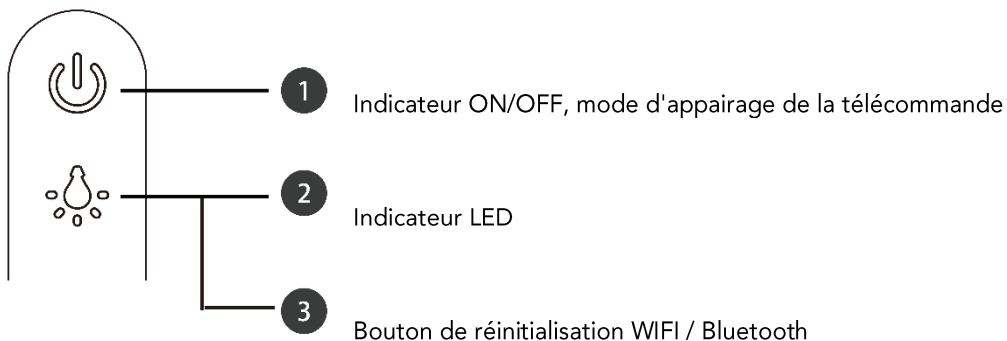 1
Indicateur ON/OFF, mode d'appairage de la télécommande
2
Indicateur LED
3
Bouton de réinitialisation WIFI / Bluetooth